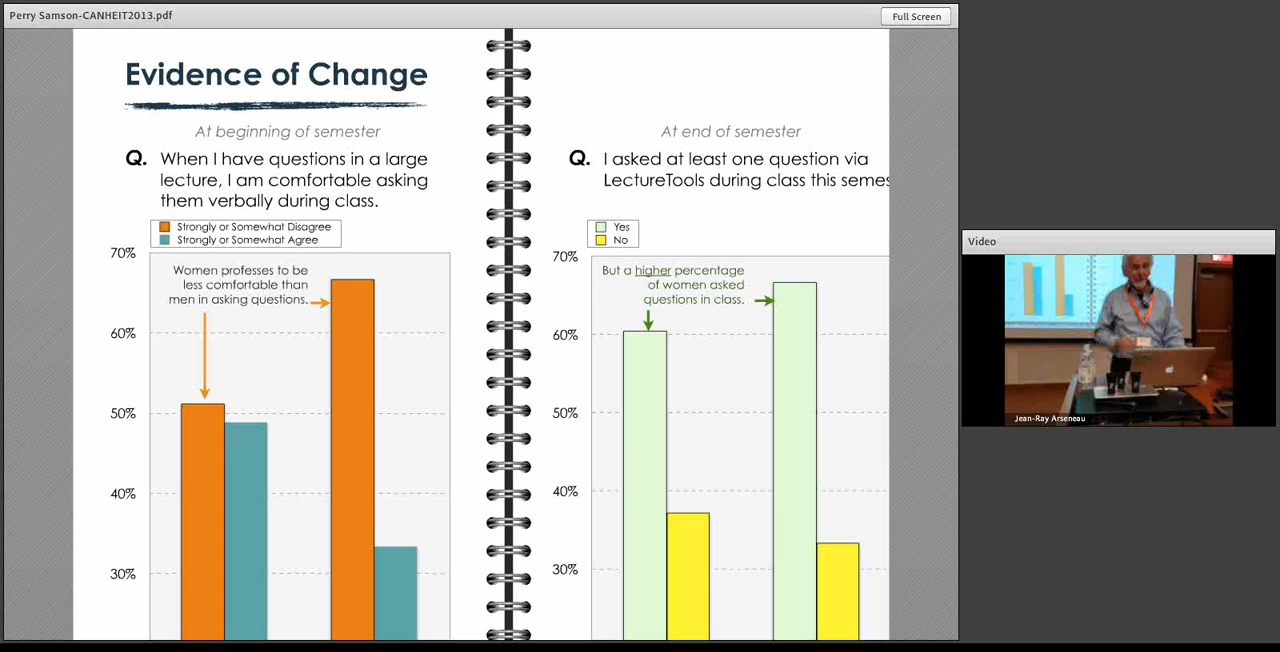 Perry Samson-CANHEIT2013.pdf
Full Screen
Evidence of Change
At beginning of semester
Q. When I have questions in a large
lecture, I am comfortable asking
them verbally during class.
Strongly or Somewhat Disagree
Strongly or Somewhat Agree
70%
Women professes to be
less comfortable than
men in asking questions.
60%
50%
40%
30%
At end of semester
Q. I asked at least one question via
LectureTools during class this semes
Yes
No
70%
But a higher percentage
of women asked
questions in class.
60%
50%
40%
30%
Video
Jean-Ray Arseneau